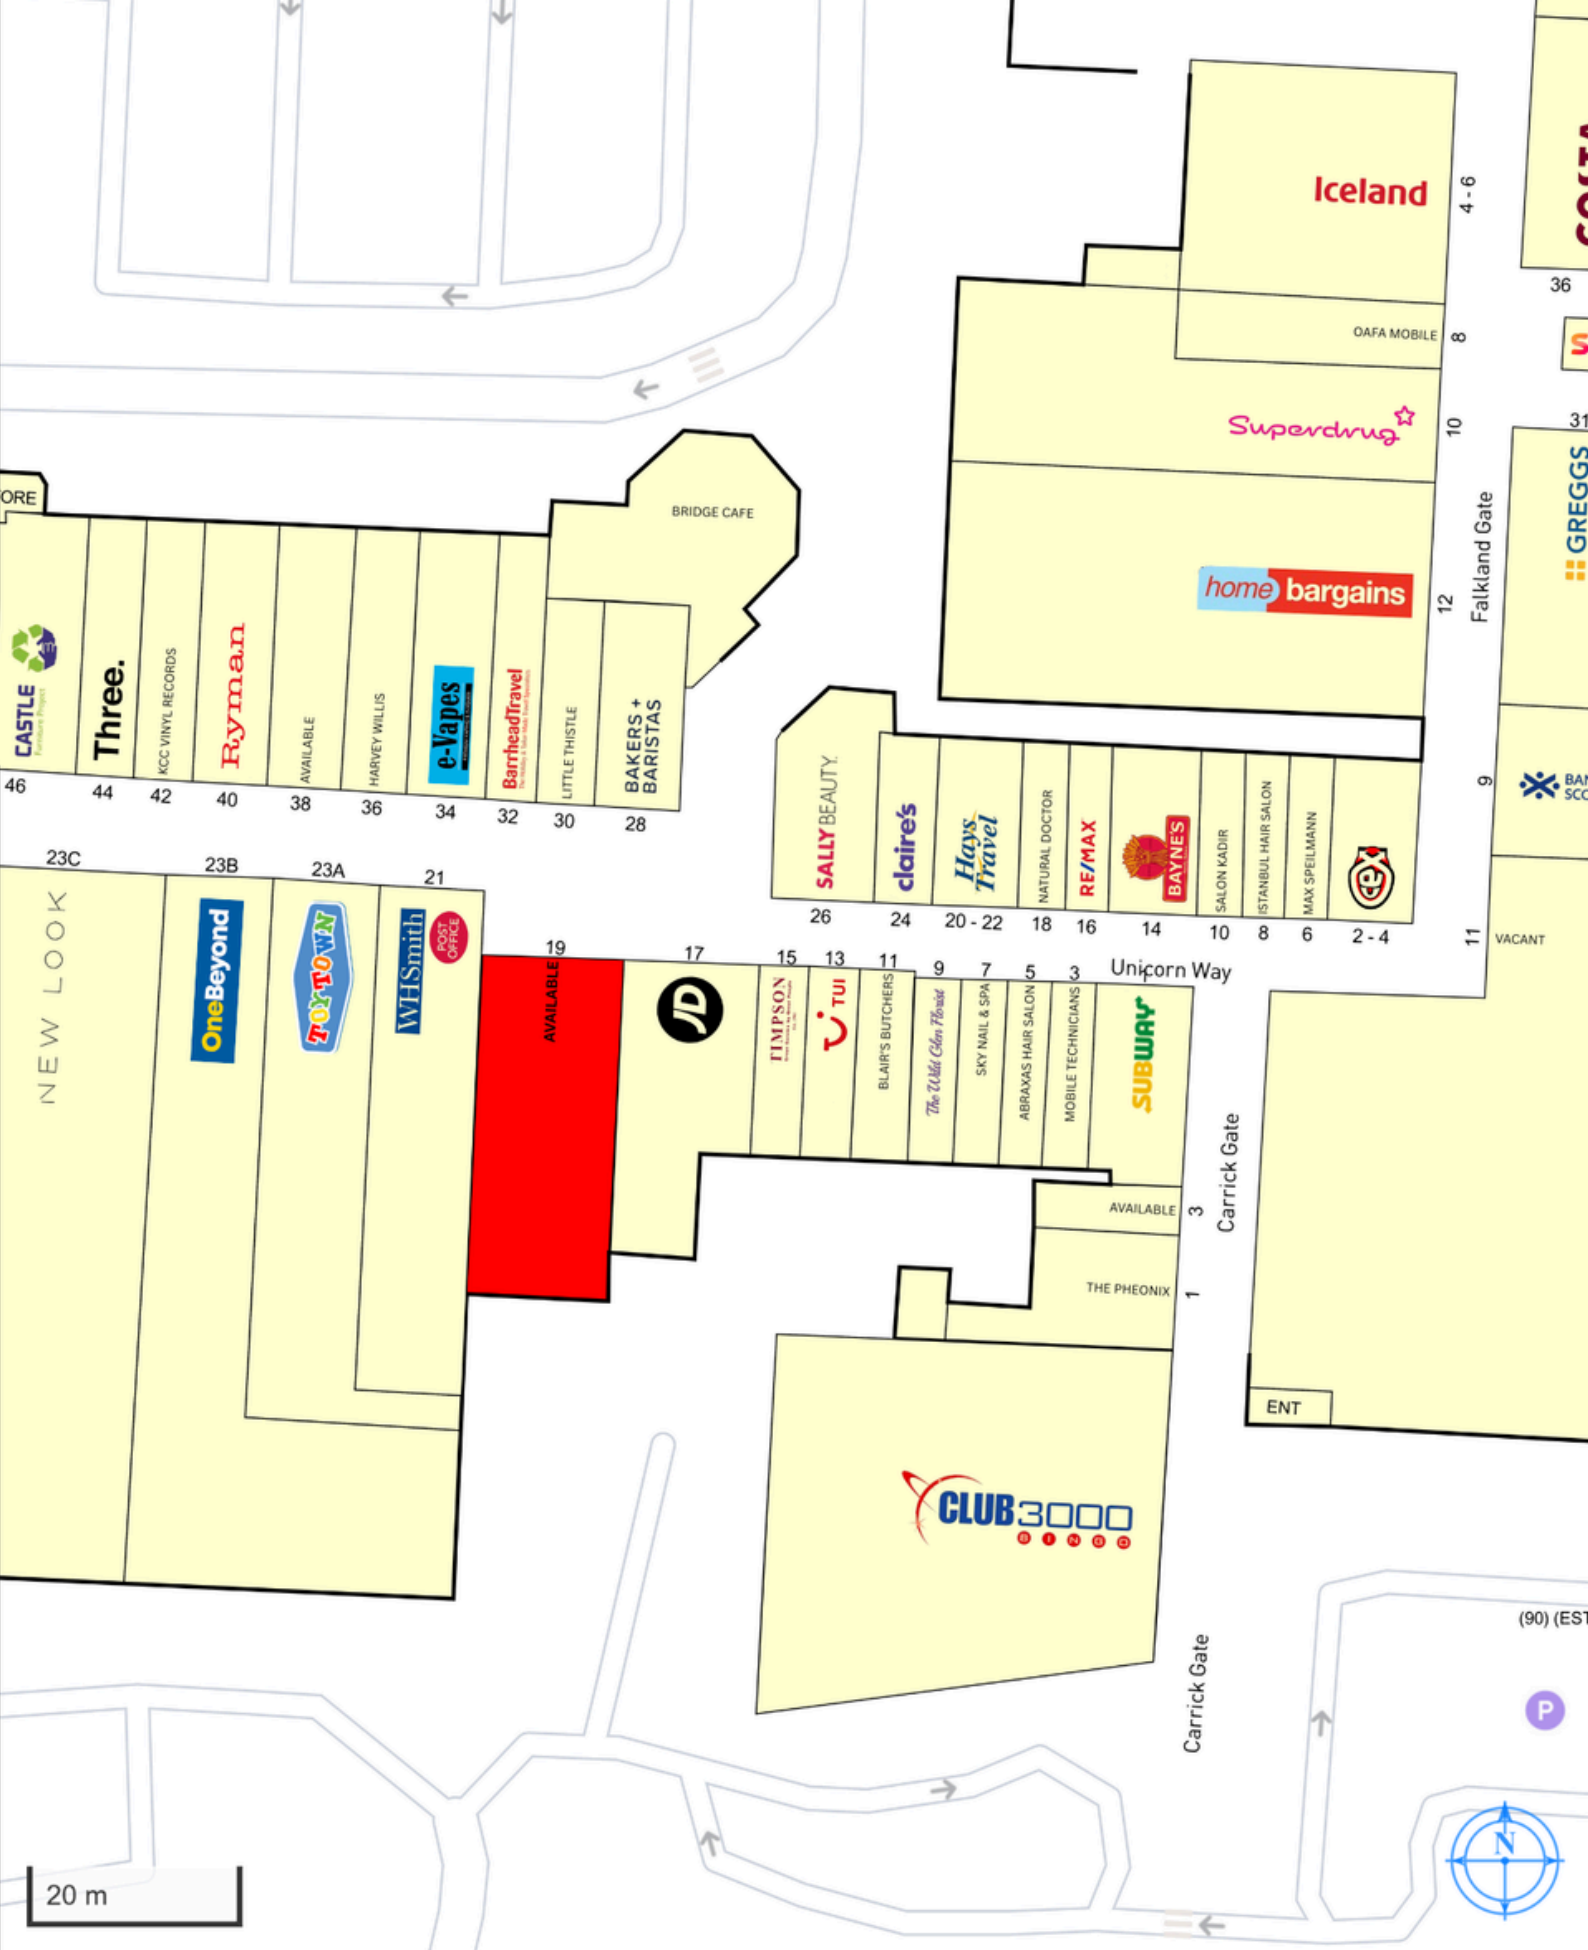 Iceland
4 - 6
COSTA
36
OAFA MOBILE
8
Superdrug
10
31
GREGGS
home bargains
12
Falkland Gate
9
11
VACANT
BRIDGE CAFE
ORE
CASTLE
Furniture Project
Three.
KCC VINYL RECORDS
Ryman
AVAILABLE
HARVEY WILLIS
e-Vapes
BarrheadTravel
LITTLE THISTLE
BAKERS +
BARISTAS
46
44
42
40
38
36
34
32
30
28
SALLY BEAUTY.
claire's
Hays
Travel
NATURAL DOCTOR
RE/MAX
BAYNE'S
SALON KADIR
ISTANBUL HAIR SALON
MAX SPEILMANN
CeX
26
24
20 - 22
18
16
14
10
8
6
2 - 4
Unicorn Way
23C
23B
23A
21
19
17
15
13
11
9
7
5
3
NEW LOOK
OneBeyond
TOYTOWN
WHSmith
POST
OFFICE
AVAILABLE
JD
TIMPSON
TUI
BLAIR'S BUTCHERS
The Wild Glen Florist
SKY NAIL & SPA
ABRAXAS HAIR SALON
MOBILE TECHNICIANS
SUBWAY
Carrick Gate
AVAILABLE
3
THE PHEONIX
1
ENT
CLUB3000
BINGO
Carrick Gate
(90) (EST
P
N
20 m